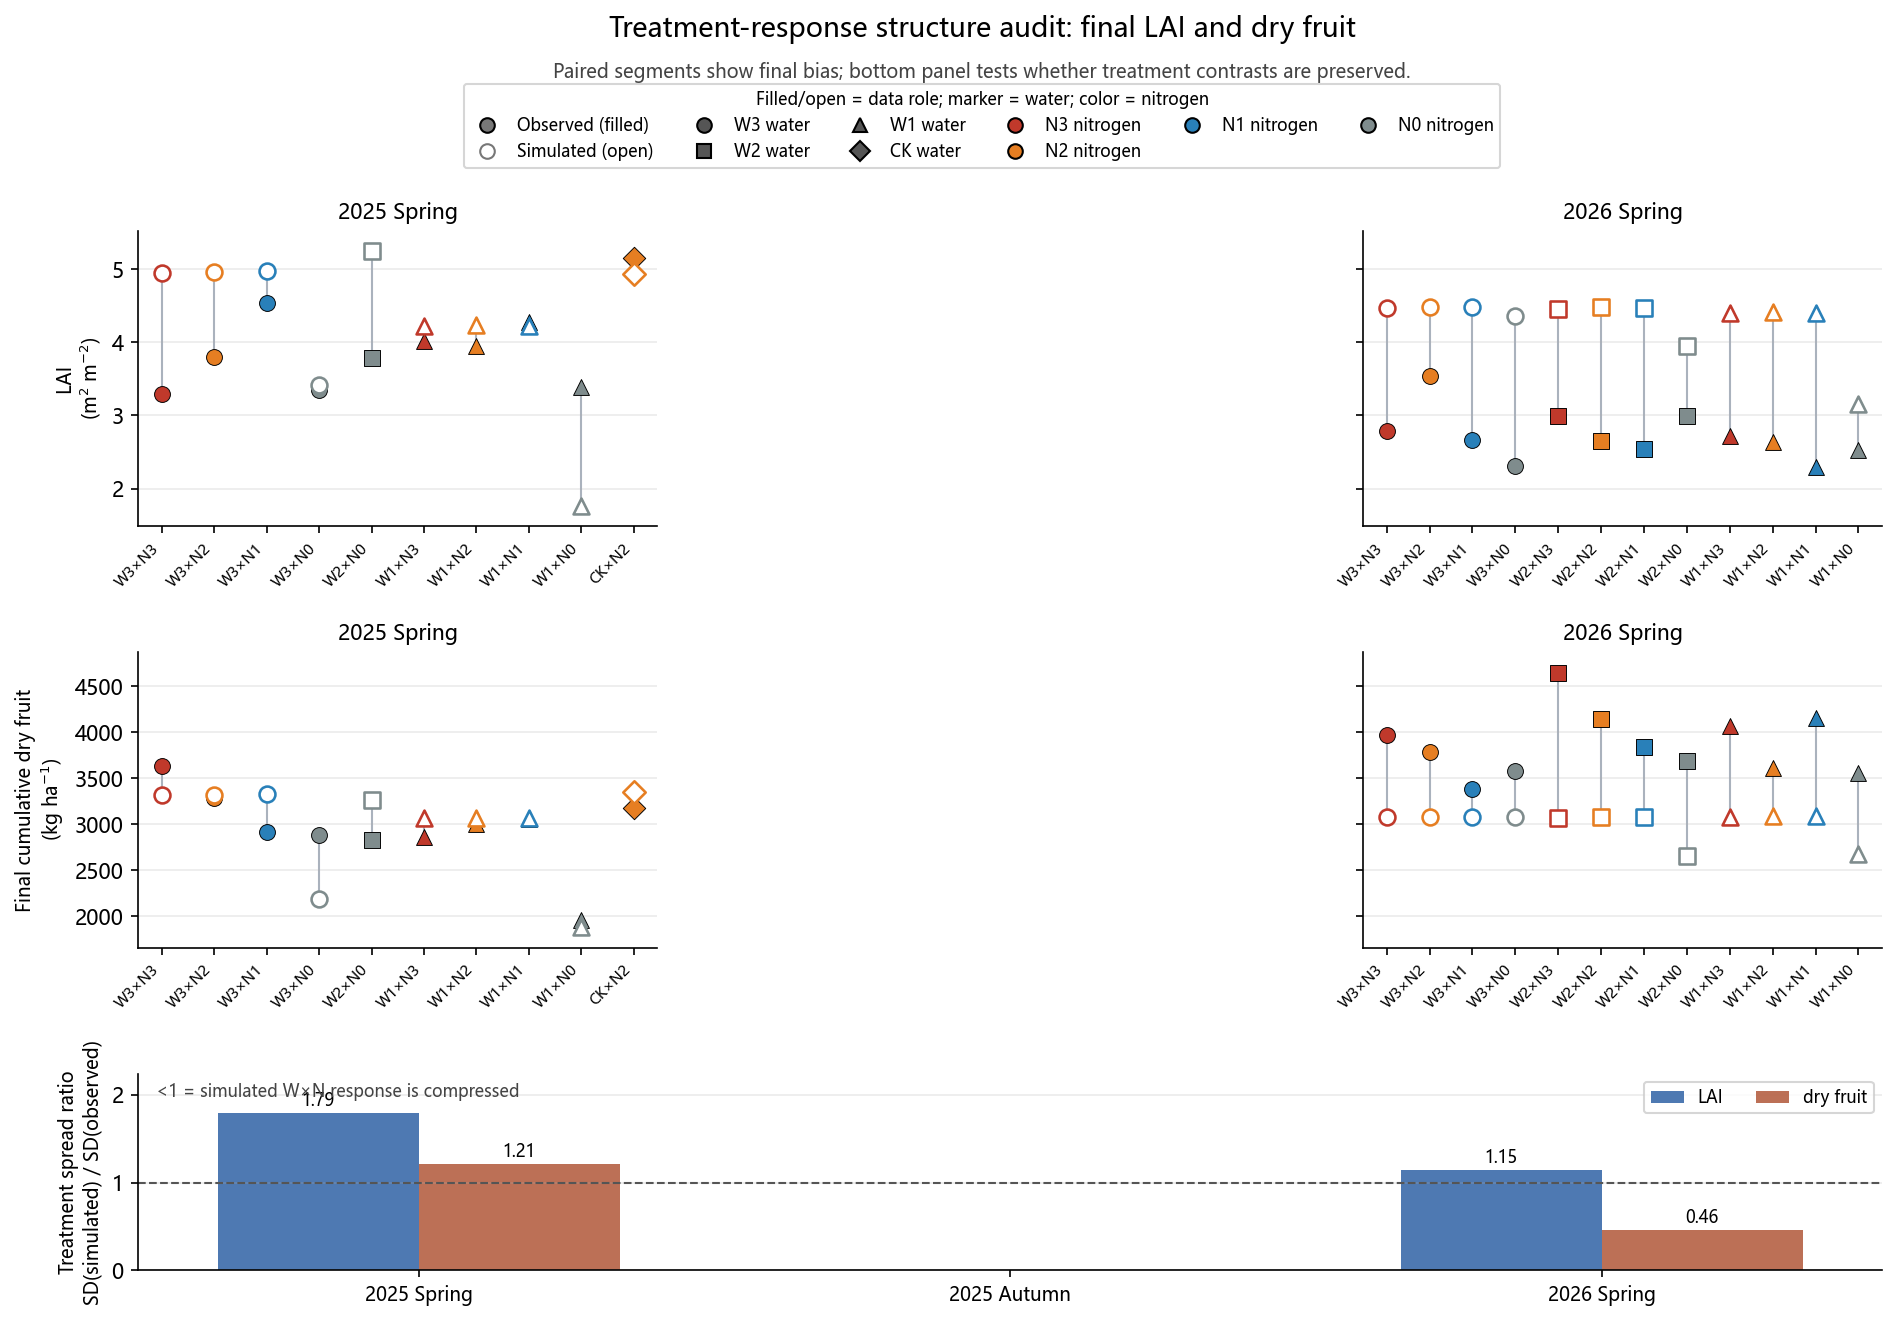 Treatment-response structure audit: final LAI and dry fruit
Paired segments show final bias; bottom panel tests whether treatment contrasts are preserved.
Filled/open = data role; marker = water; color = nitrogen
Observed (filled) W3 water W1 water N3 nitrogen N1 nitrogen N0 nitrogen
Simulated (open) W2 water CK water N2 nitrogen
2025 Spring
LAI
(m² m⁻²)
5
4
3
2
W3×N3 W3×N2 W3×N1 W3×N0 W2×N0 W1×N3 W1×N2 W1×N1 W1×N0 CK×N2
2026 Spring
W3×N3 W3×N2 W3×N1 W3×N0 W2×N3 W2×N2 W2×N1 W2×N0 W1×N3 W1×N2 W1×N1 W1×N0
2025 Spring
Final cumulative dry fruit
(kg ha⁻¹)
4500
4000
3500
3000
2500
2000
W3×N3 W3×N2 W3×N1 W3×N0 W2×N0 W1×N3 W1×N2 W1×N1 W1×N0 CK×N2
2026 Spring
W3×N3 W3×N2 W3×N1 W3×N0 W2×N3 W2×N2 W2×N1 W2×N0 W1×N3 W1×N2 W1×N1 W1×N0
Treatment spread ratio
SD(simulated) / SD(observed)
2
1
0
<1 = simulated W×N response is compressed
LAI dry fruit
1.79
1.21
1.15
0.46
2025 Spring 2025 Autumn 2026 Spring